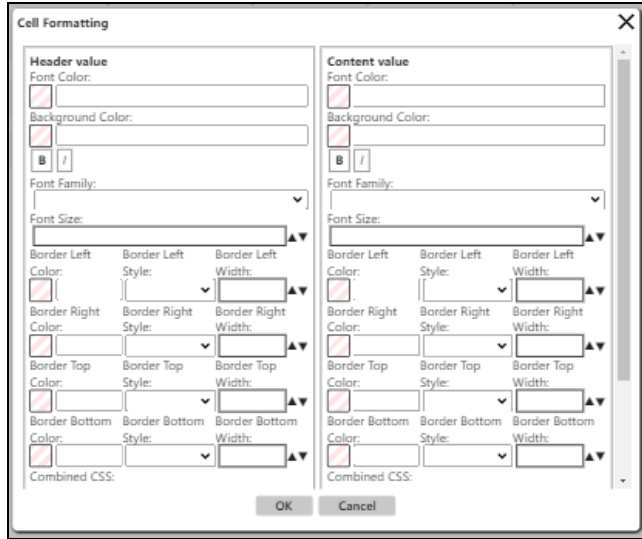 Cell Formatting
Header value
Font Color:
Background Color:
B I
Font Family:
Font Size:
Border Left Color: Border Left Style: Border Left Width:
Border Right Color: Border Right Style: Border Right Width:
Border Top Color: Border Top Style: Border Top Width:
Border Bottom Color: Border Bottom Style: Border Bottom Width:
Combined CSS:
Content value
Font Color:
Background Color:
B I
Font Family:
Font Size:
Border Left Color: Border Left Style: Border Left Width:
Border Right Color: Border Right Style: Border Right Width:
Border Top Color: Border Top Style: Border Top Width:
Border Bottom Color: Border Bottom Style: Border Bottom Width:
Combined CSS:
OK Cancel